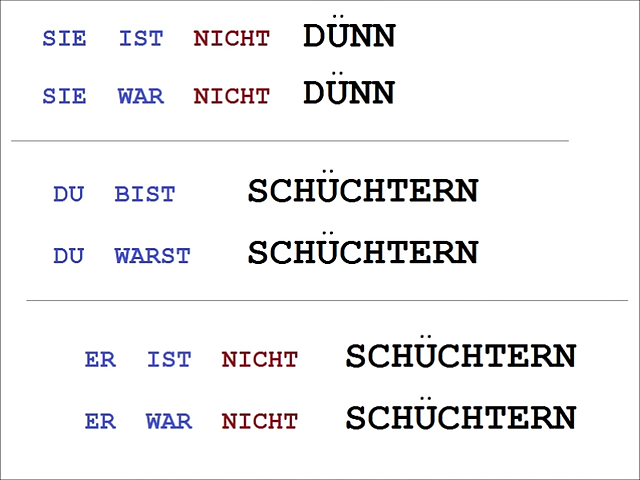 SIE IST NICHT DÜNN
SIE WAR NICHT DÜNN
DU BIST SCHÜCHTERN
DU WARST SCHÜCHTERN
ER IST NICHT SCHÜCHTERN
ER WAR NICHT SCHÜCHTERN